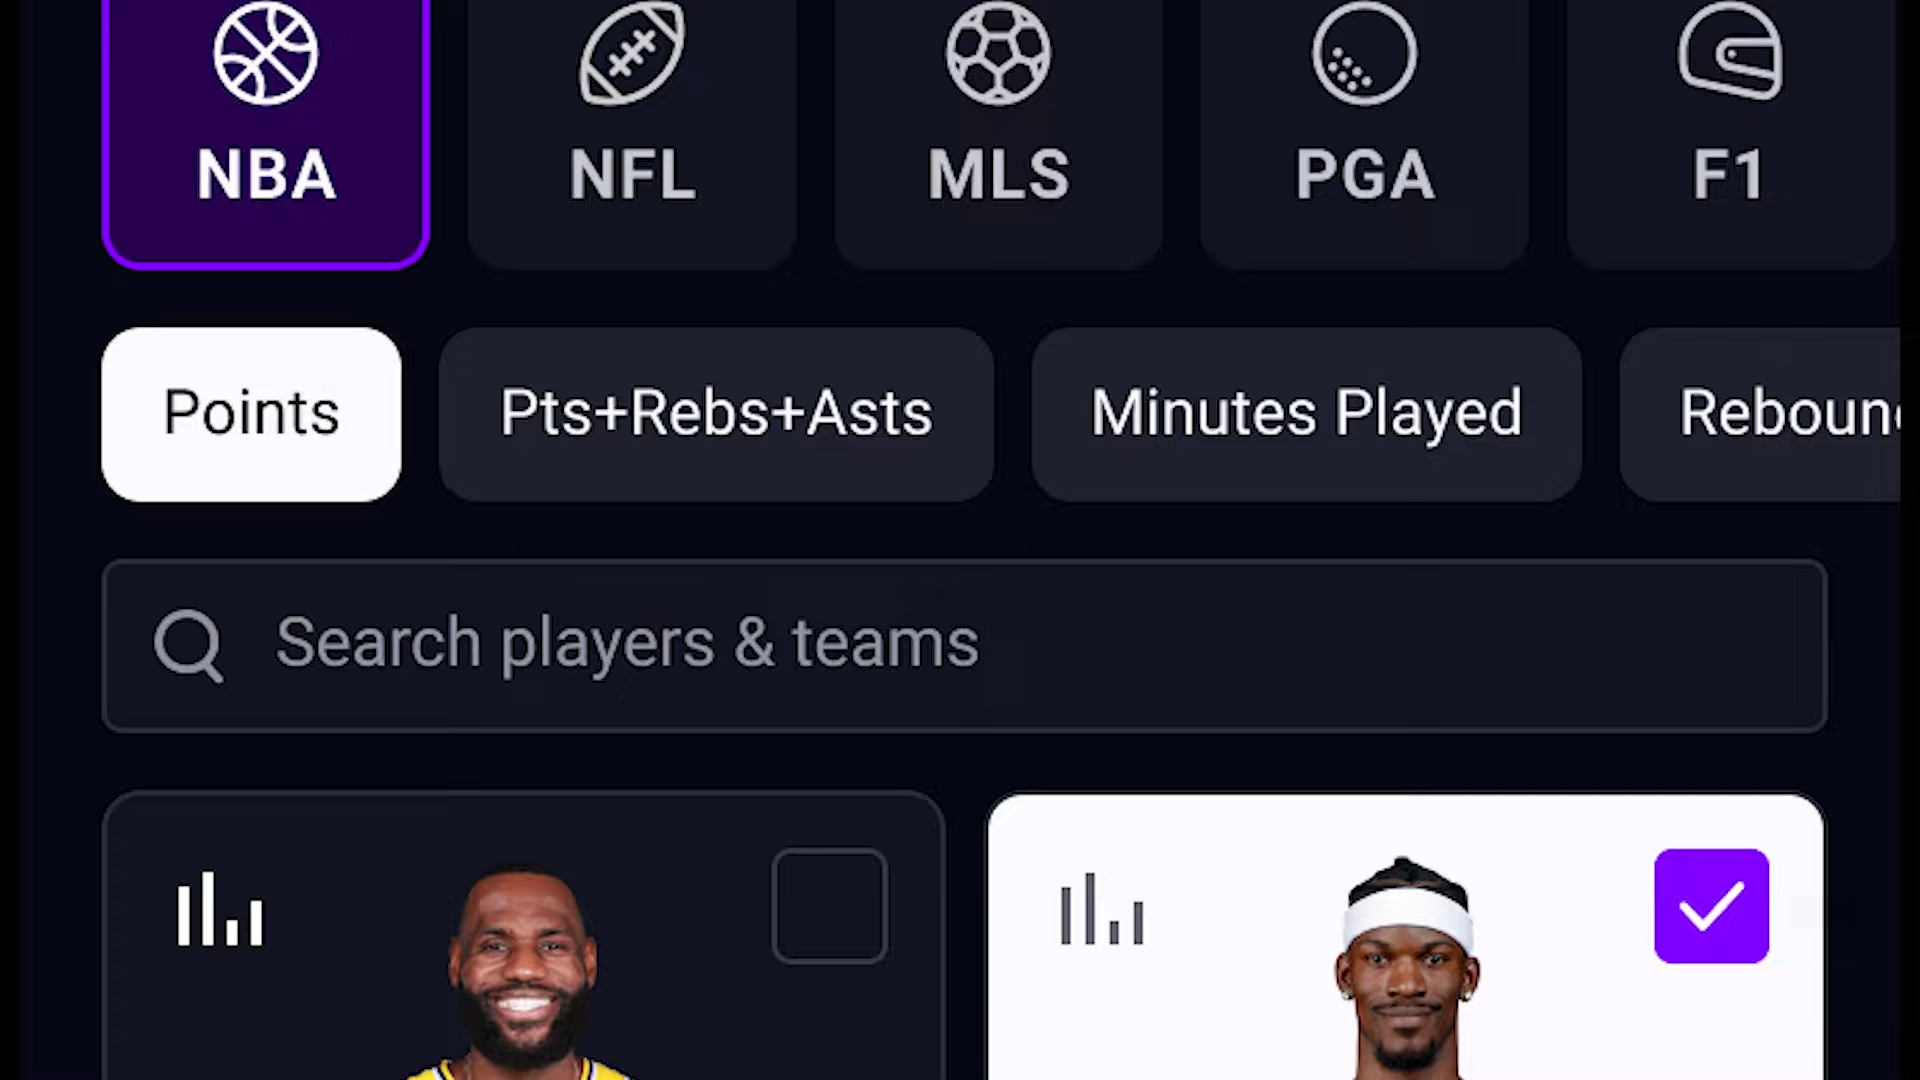 NBA NFL MLS PGA F1
Points Pts+Rebs+Asts Minutes Played
Search players & teams